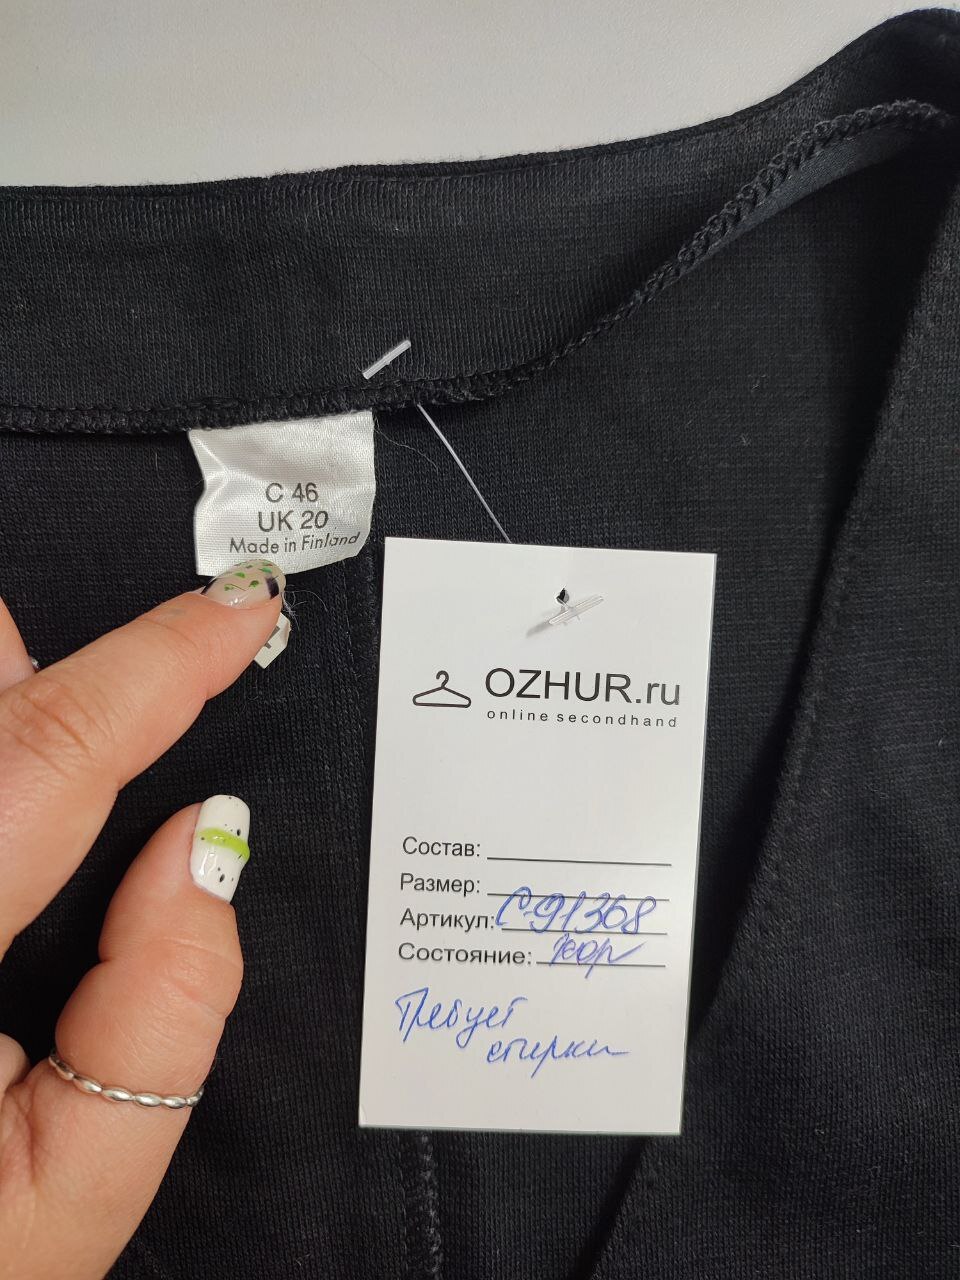 C 46
UK 20
Made in Finland
OZHUR.ru
online secondhand
Состав:
Размер:
Артикул: С-91368
Состояние: хор
Требует
стирки